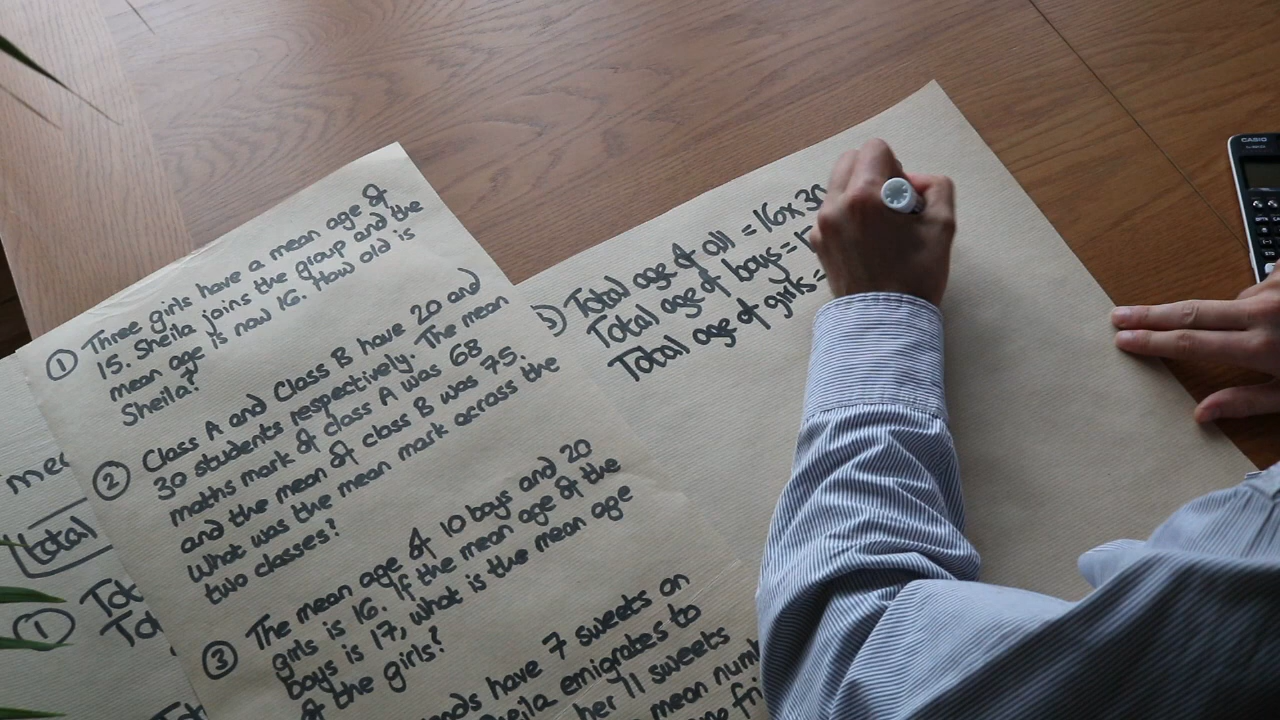 ① Three girls have a mean age of
15. Sheila joins the group and the
mean age is now 16. How old is
Sheila?
② Class A and Class B have 20 and
30 students respectively. The mean
maths mark of class A was 68
and the mean of class B was 75.
What was the mean mark across the
two classes?
③ The mean age of 10 boys and 20
girls is 16. If the mean age of the
boys is 17, what is the mean age
of the girls?
have 7 sweets on
emigrates to
her 11 sweets
mean
Total age of all = 16x30
Total age of boys =
Total age of girls =
total
①
CASIO